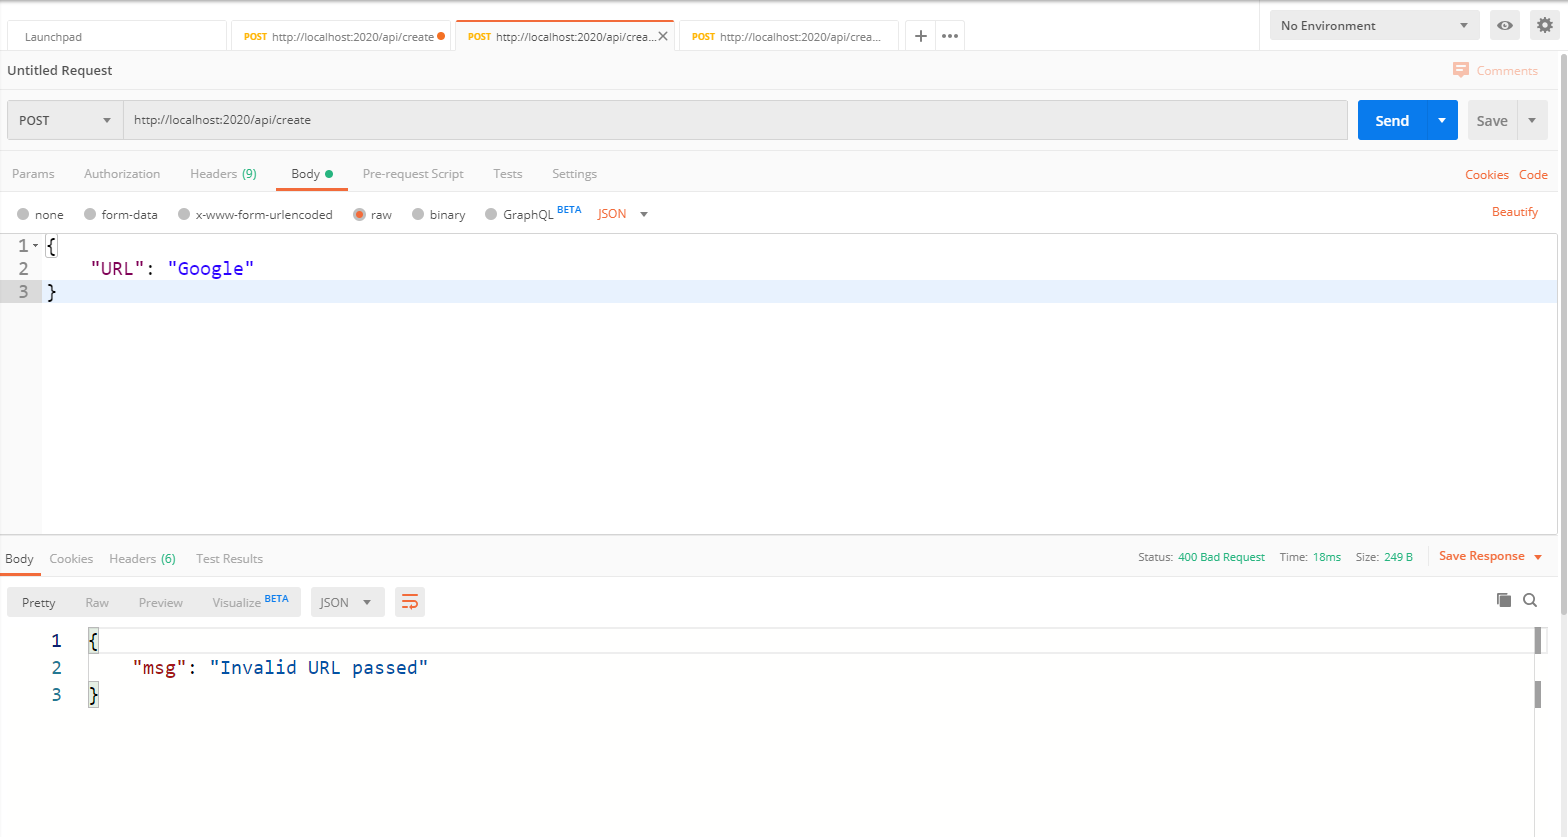 Launchpad POST http://localhost:2020/api/create POST http://localhost:2020/api/crea... POST http://localhost:2020/api/crea... No Environment
Untitled Request Comments
POST http://localhost:2020/api/create Send Save
Params Authorization Headers (9) Body Pre-request Script Tests Settings Cookies Code
none form-data x-www-form-urlencoded raw binary GraphQL BETA JSON Beautify
1 {
2 "URL": "Google"
3 }
Body Cookies Headers (6) Test Results Status: 400 Bad Request Time: 18ms Size: 249 B Save Response
Pretty Raw Preview Visualize BETA JSON
1 {
2 "msg": "Invalid URL passed"
3 }